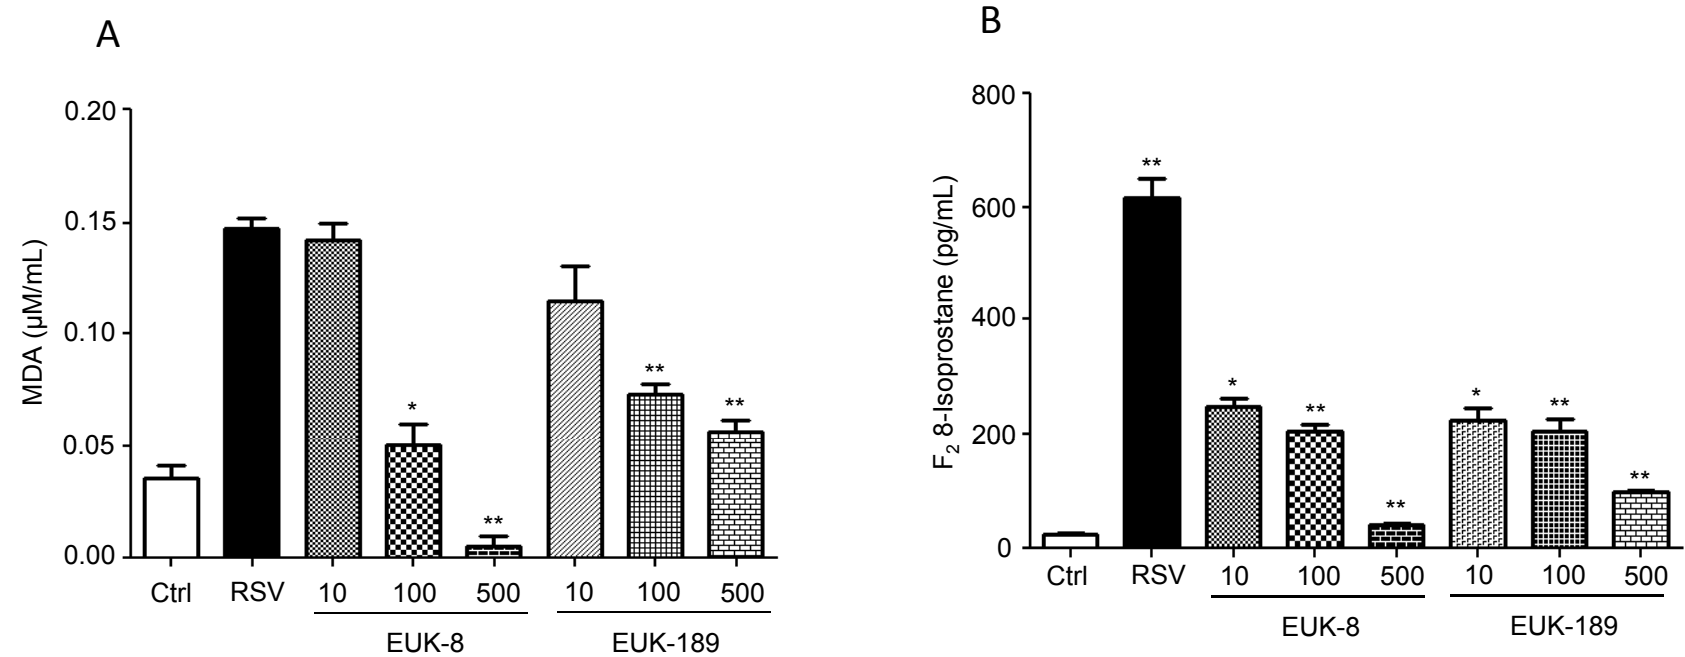 A
MDA (μM/mL)
0.20
0.15
0.10
0.05
0.00
*
**
**
**
Ctrl RSV 10 100 500 10 100 500
EUK-8 EUK-189
B
F2 8-Isoprostane (pg/mL)
800
600
400
200
0
**
*
**
**
*
**
**
Ctrl RSV 10 100 500 10 100 500
EUK-8 EUK-189